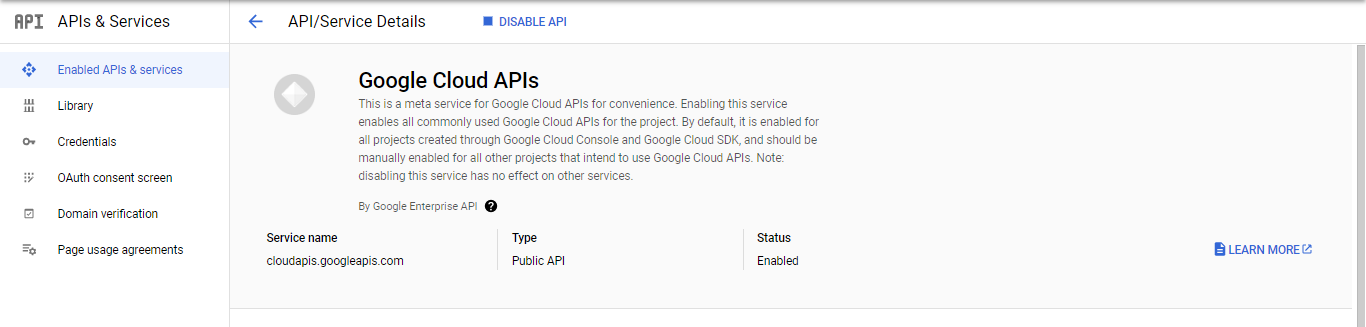 API APIs & Services
API/Service Details
DISABLE API
Enabled APIs & services
Library
Credentials
OAuth consent screen
Domain verification
Page usage agreements
Google Cloud APIs
This is a meta service for Google Cloud APIs for convenience. Enabling this service
enables all commonly used Google Cloud APIs for the project. By default, it is enabled for
all projects created through Google Cloud Console and Google Cloud SDK, and should be
manually enabled for all other projects that intend to use Google Cloud APIs. Note:
disabling this service has no effect on other services.
By Google Enterprise API ?
Service name
cloudapis.googleapis.com
Type
Public API
Status
Enabled
LEARN MORE